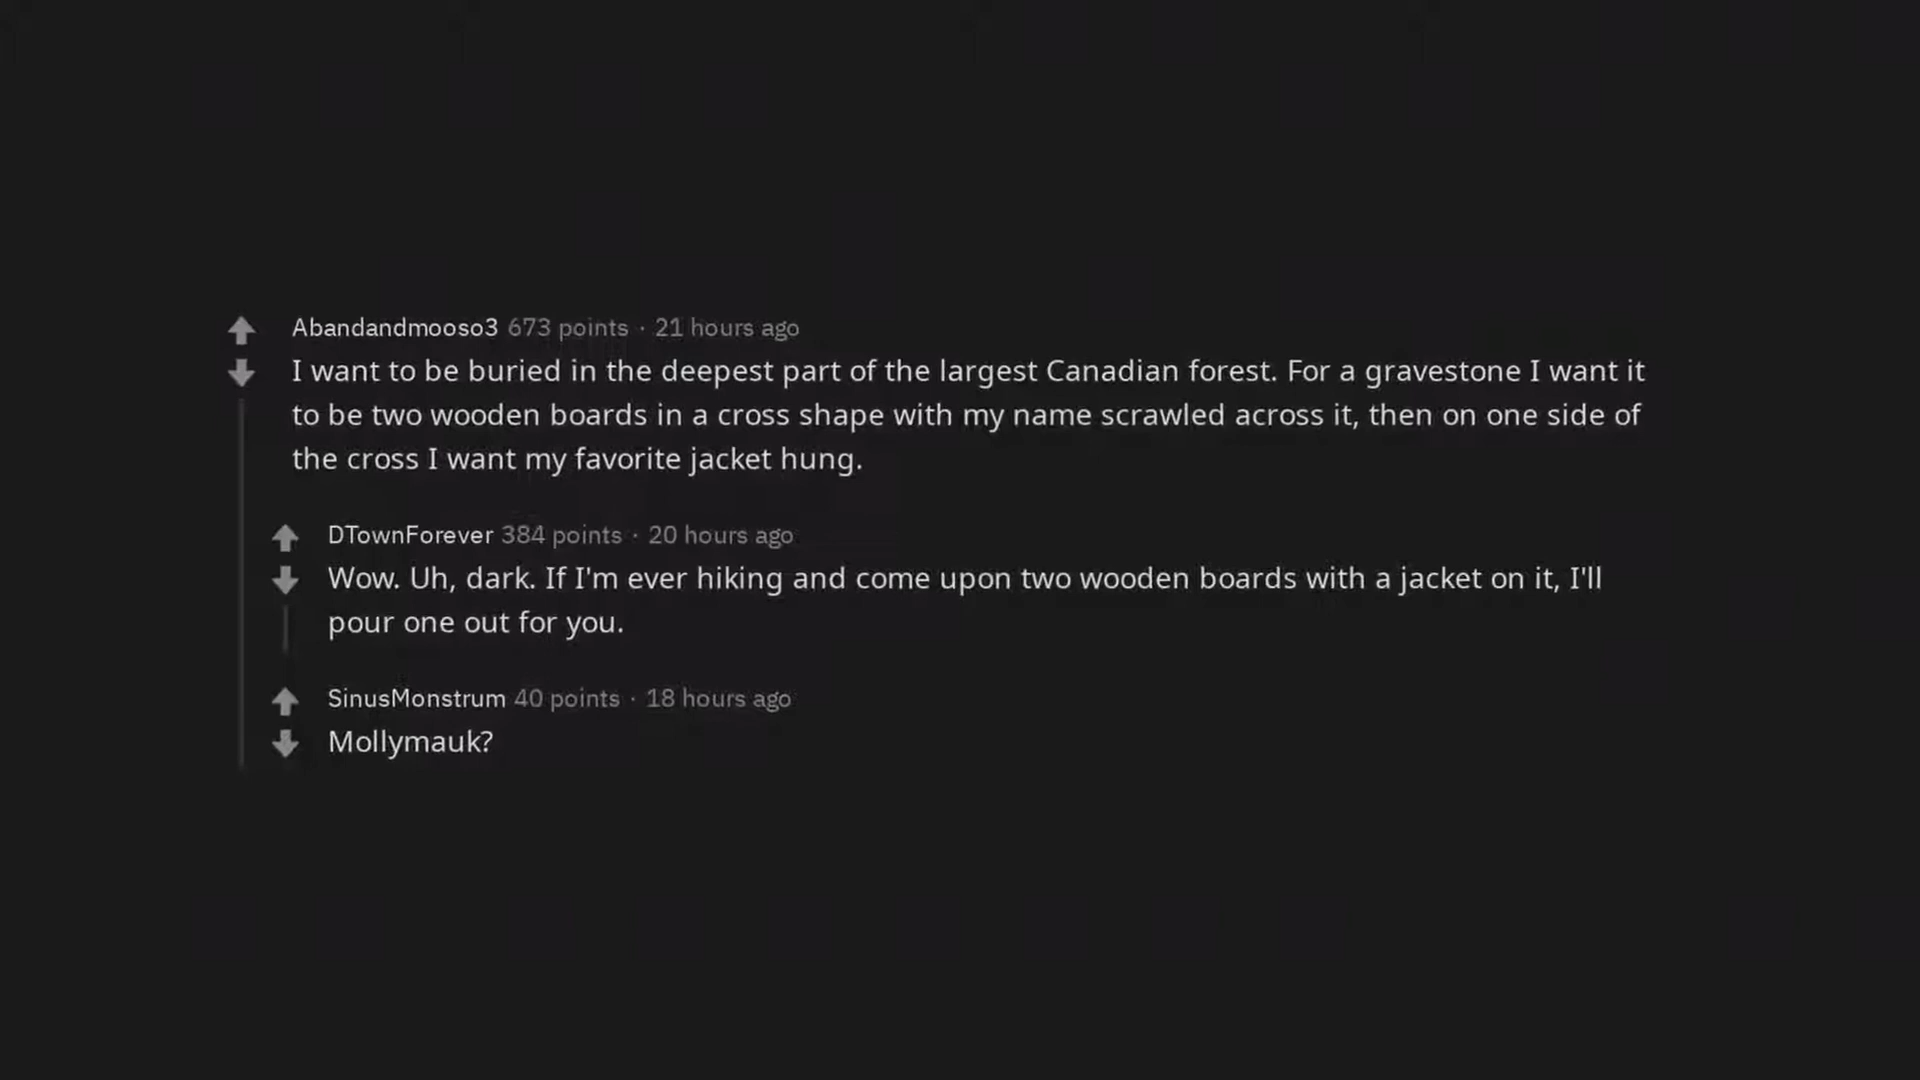 Abandandmooso3 673 points · 21 hours ago
I want to be buried in the deepest part of the largest Canadian forest. For a gravestone I want it
to be two wooden boards in a cross shape with my name scrawled across it, then on one side of
the cross I want my favorite jacket hung.
DTownForever 384 points · 20 hours ago
Wow. Uh, dark. If I'm ever hiking and come upon two wooden boards with a jacket on it, I'll
pour one out for you.
SinusMonstrum 40 points · 18 hours ago
Mollymauk?